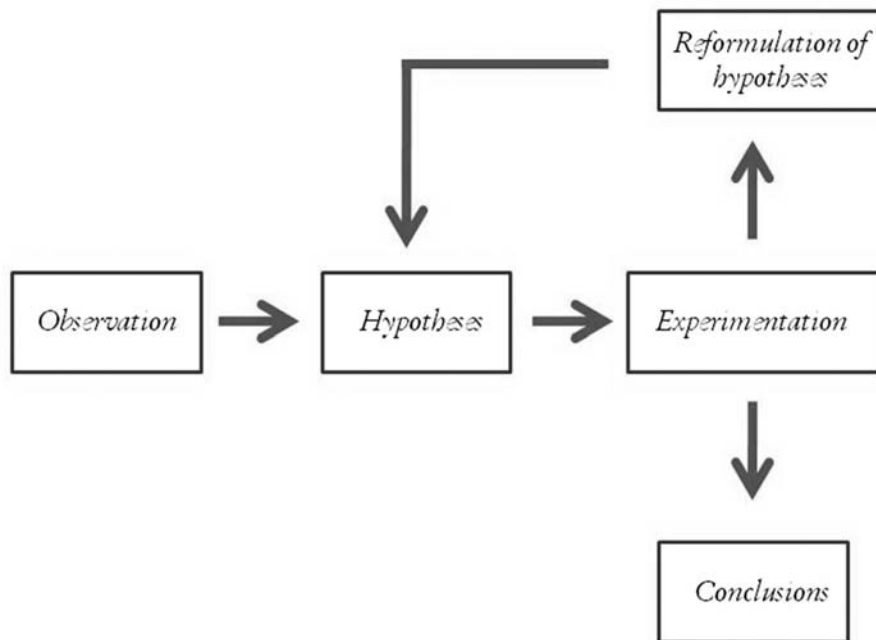 Reformulation of
hypotheses
Observation
Hypotheses
Experimentation
Conclusions